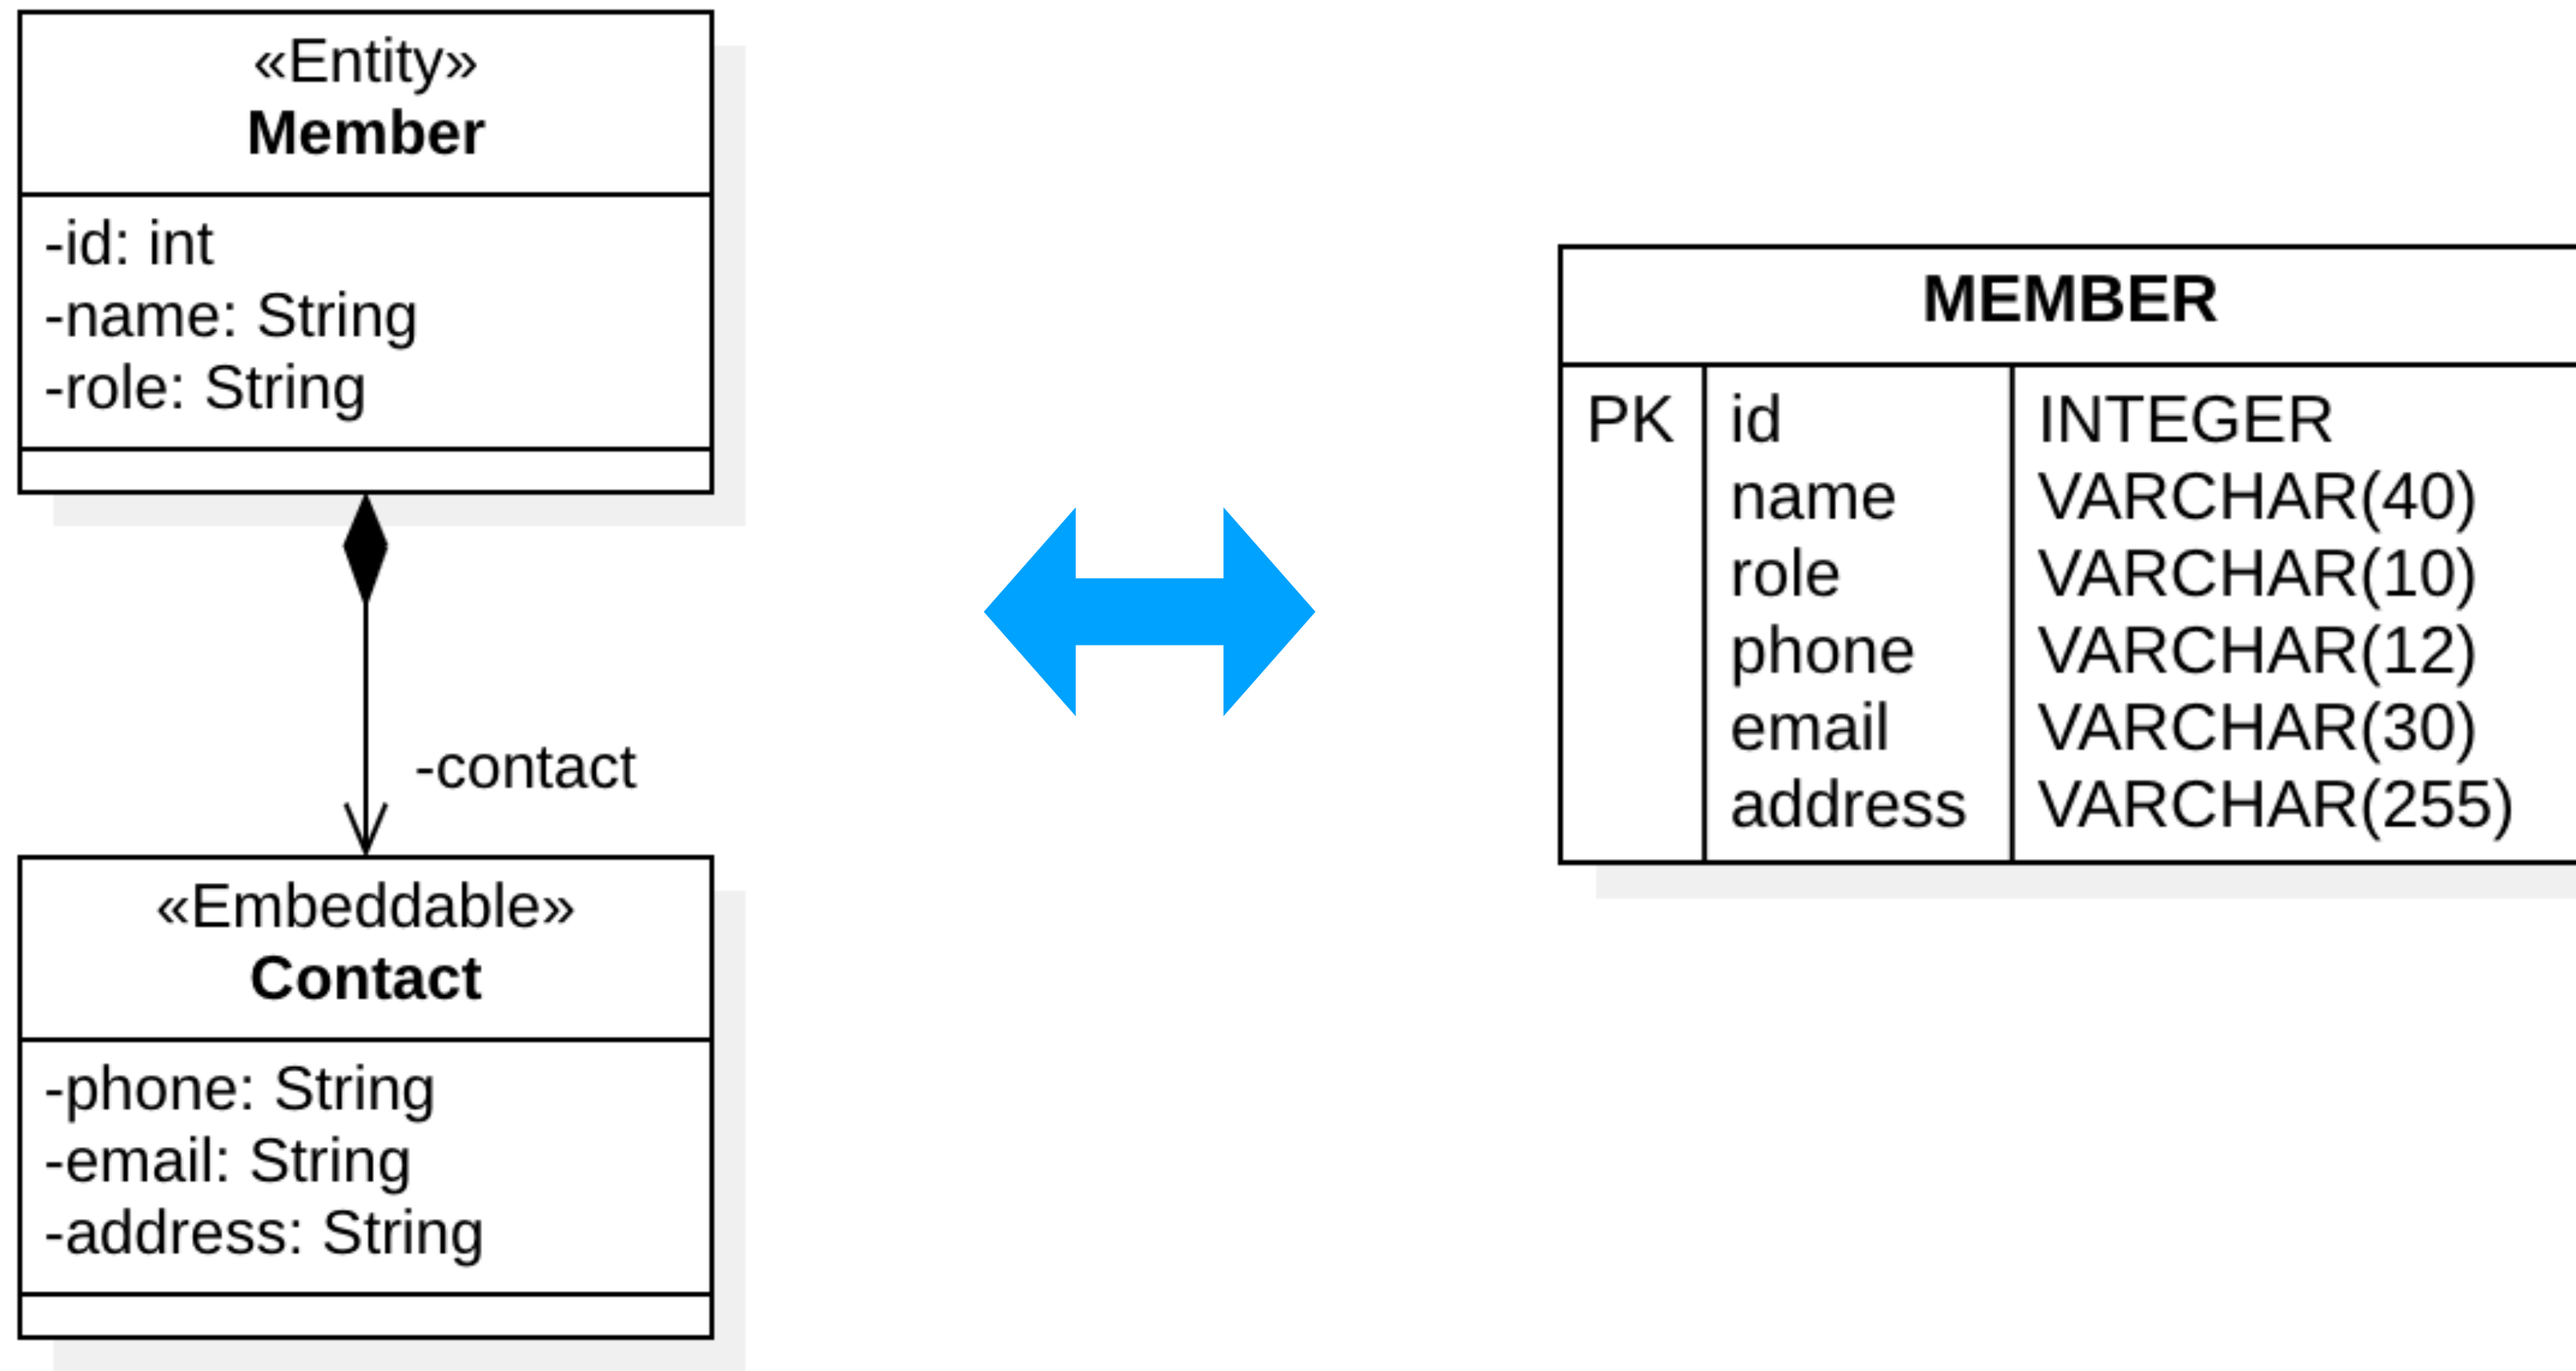 «Entity»
Member
-id: int
-name: String
-role: String
-contact
«Embeddable»
Contact
-phone: String
-email: String
-address: String
MEMBER
PK id INTEGER
name VARCHAR(40)
role VARCHAR(10)
phone VARCHAR(12)
email VARCHAR(30)
address VARCHAR(255)